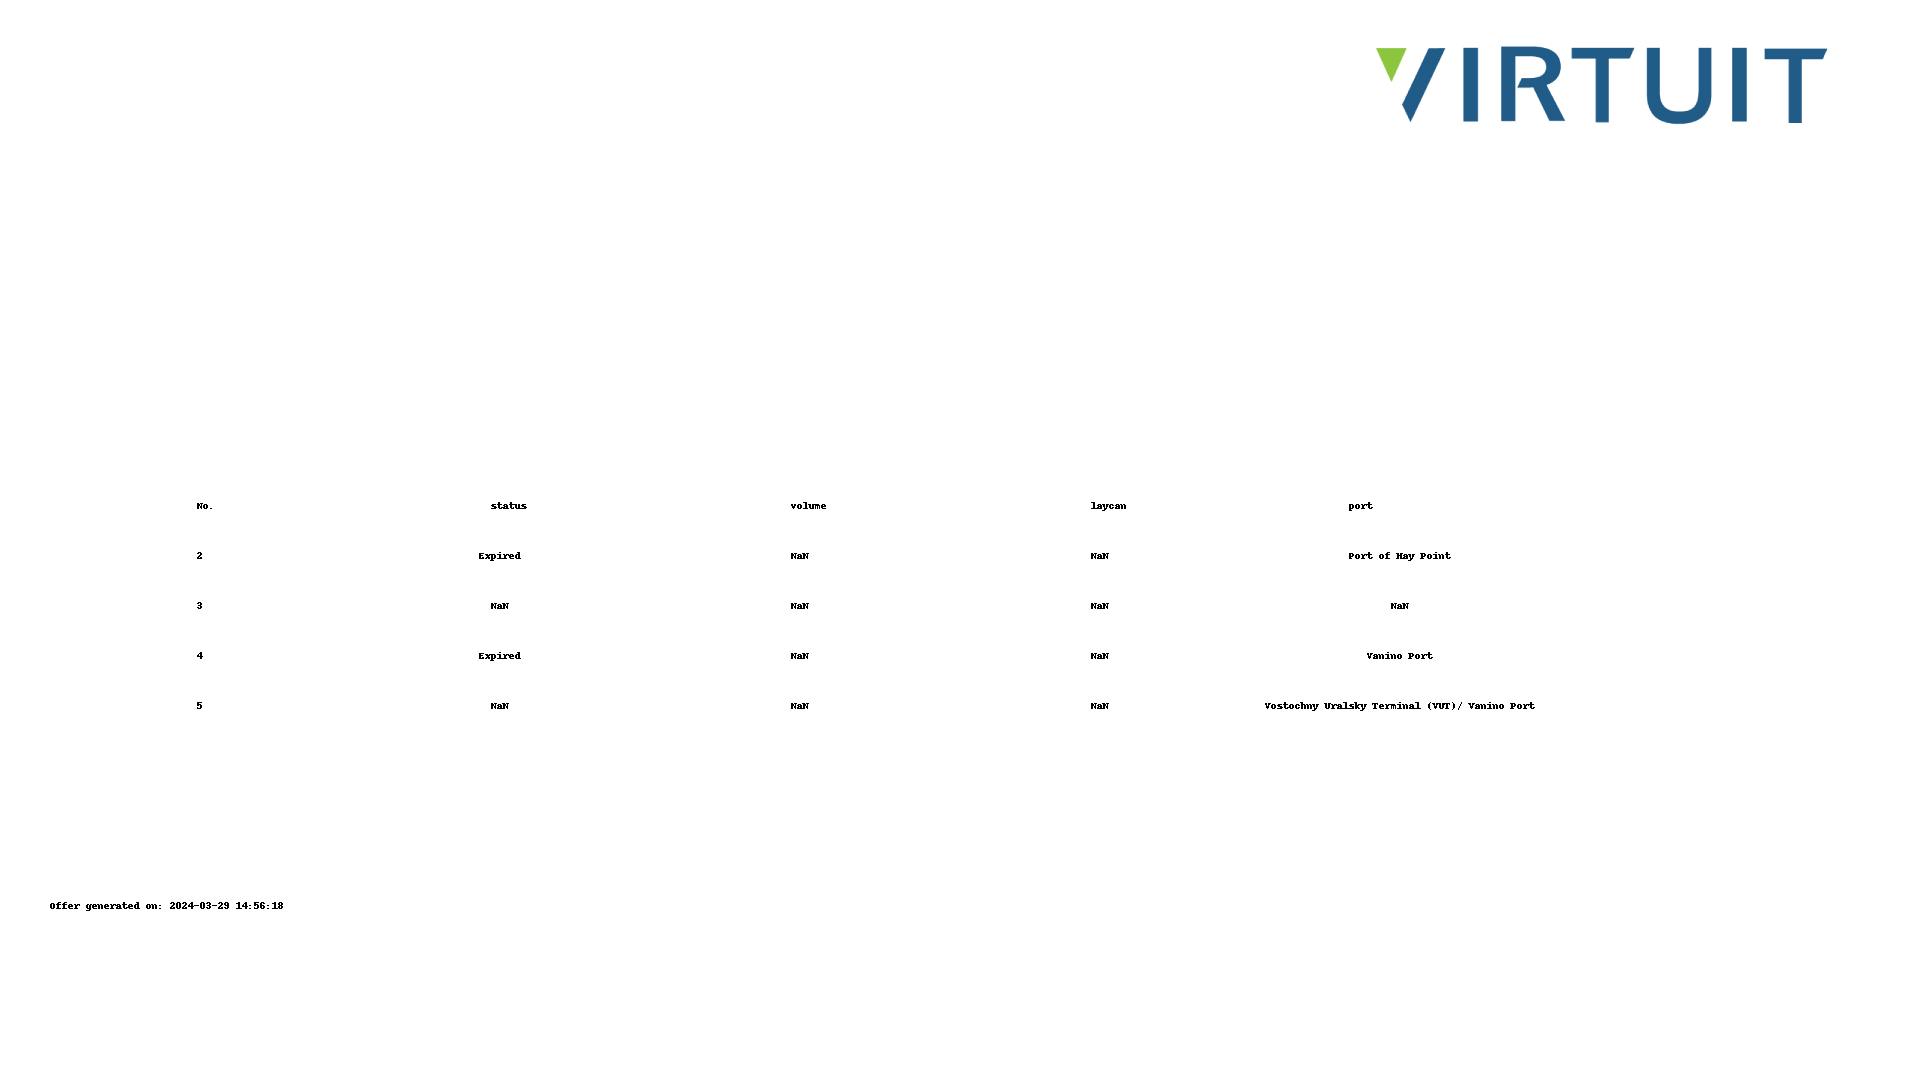 VIRTUIT
No. status volume laycan port
2 Expired NaN NaN Port of Hay Point
3 NaN NaN NaN NaN
4 Expired NaN NaN Vanino Port
5 NaN NaN NaN Vostochny Uralsky Terminal (VUT)/ Vanino Port
Offer generated on: 2024-03-29 14:56:18